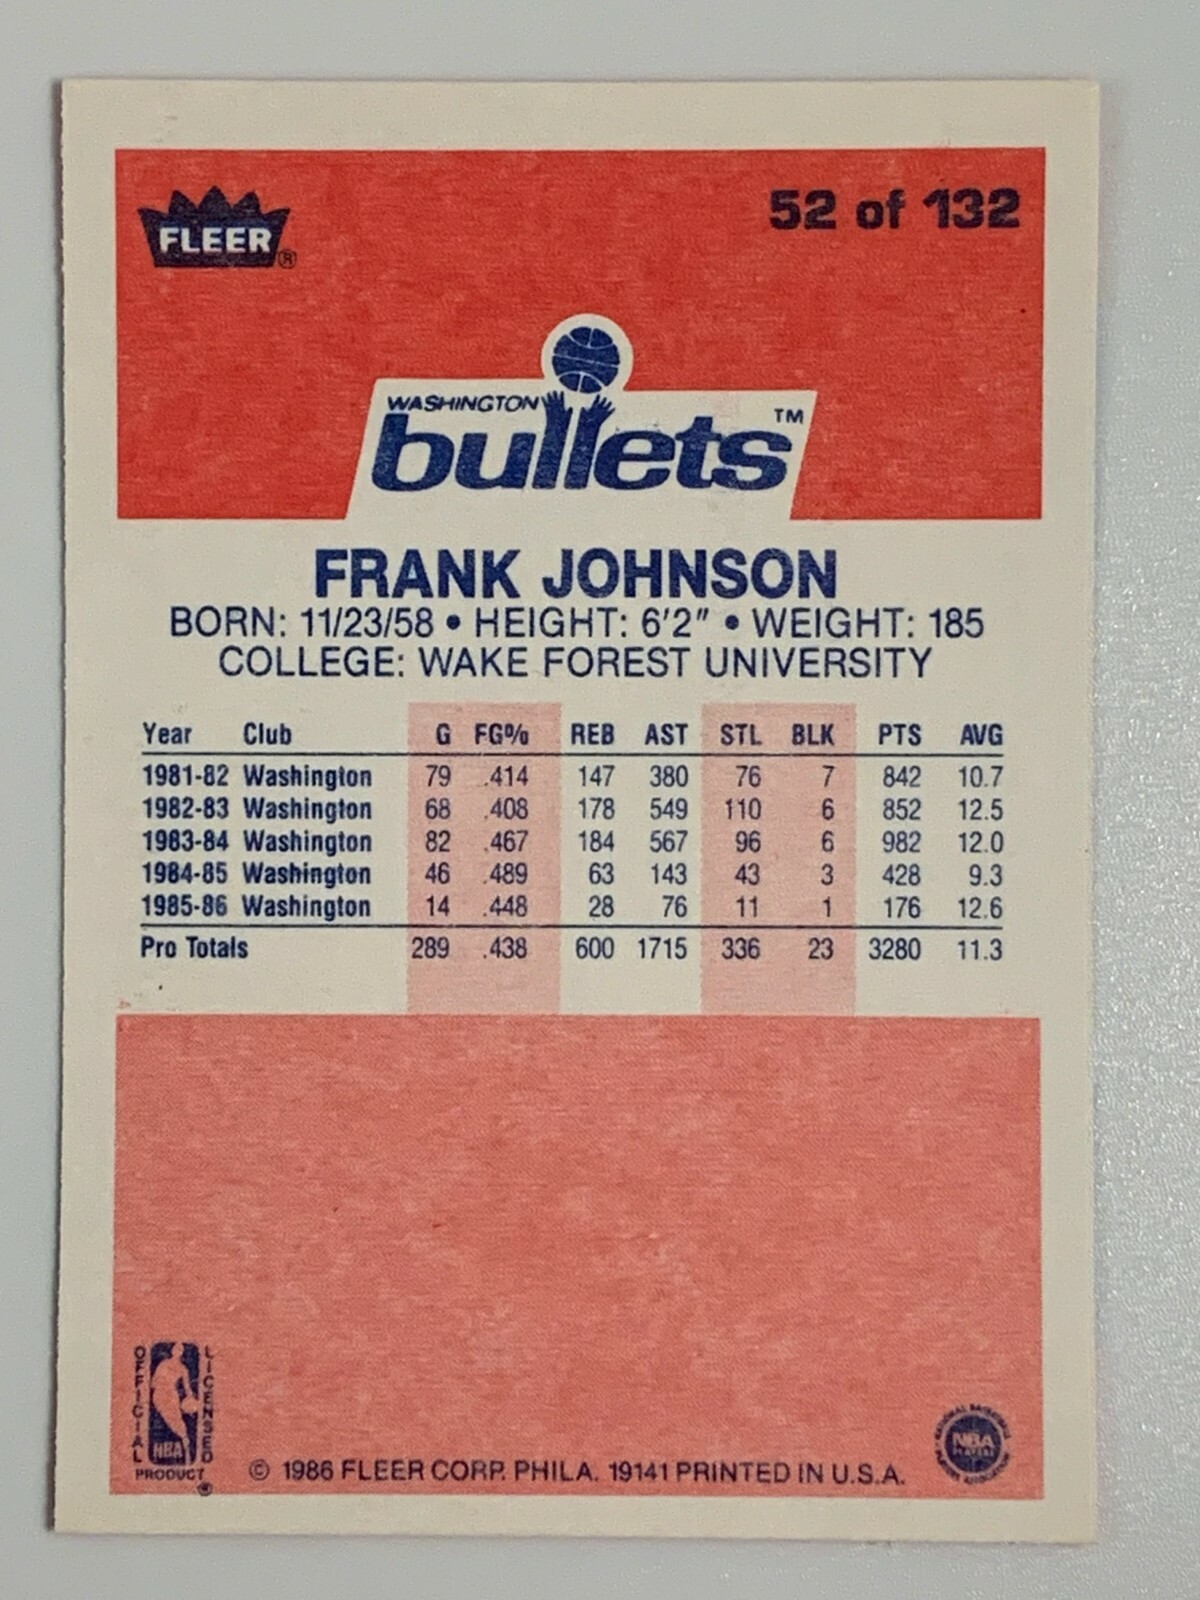 FLEER®
52 of 132
WASHINGTON
bullets™
FRANK JOHNSON
BORN: 11/23/58 • HEIGHT: 6'2" • WEIGHT: 185
COLLEGE: WAKE FOREST UNIVERSITY
Year Club G FG% REB AST STL BLK PTS AVG
1981-82 Washington 79 .414 147 380 76 7 842 10.7
1982-83 Washington 68 .408 178 549 110 6 852 12.5
1983-84 Washington 82 .467 184 567 96 6 982 12.0
1984-85 Washington 46 .489 63 143 43 3 428 9.3
1985-86 Washington 14 .448 28 76 11 1 176 12.6
Pro Totals 289 .438 600 1715 336 23 3280 11.3
OFFICIAL
LICENSED
NBA
PRODUCT®
© 1986 FLEER CORP. PHILA. 19141 PRINTED IN U.S.A.
NATIONAL BASKETBALL
NBA
PLAYERS
ASSOCIATION